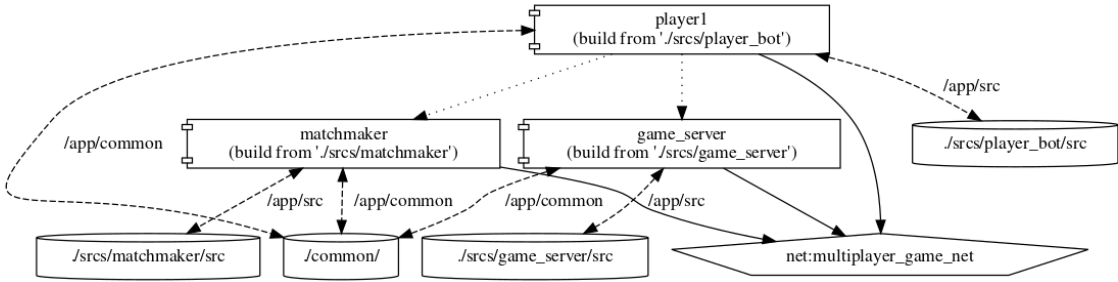 player1
(build from './srcs/player_bot')
/app/src
/app/common
matchmaker
(build from './srcs/matchmaker')
game_server
(build from './srcs/game_server')
./srcs/player_bot/src
/app/src
/app/common
/app/common
/app/src
./srcs/matchmaker/src
./common/
./srcs/game_server/src
net:multiplayer_game_net